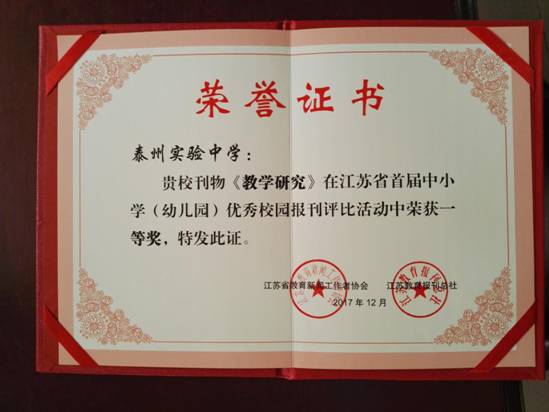 荣誉证书
泰州实验中学：
贵校刊物《教学研究》在江苏省首届中小
学（幼儿园）优秀校园报刊评比活动中荣获一
等奖，特发此证。
江苏省教育新闻工作者协会 江苏教育报刊总社
2017年12月